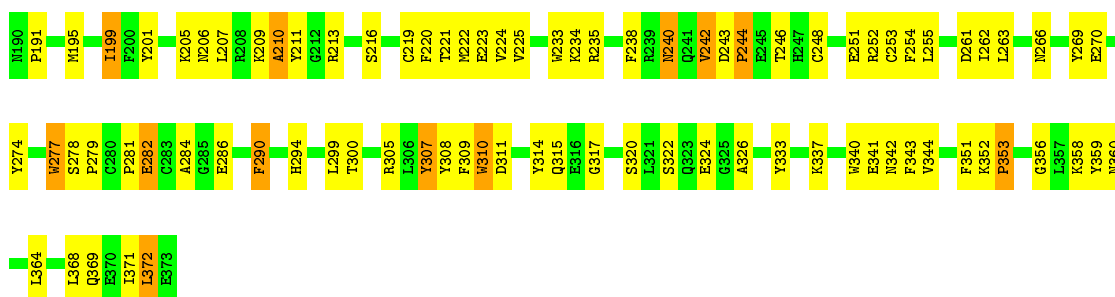 N190 P191 M195 I199 F200 Y201 K205 N206 L207 R208 K209 A210 Y211 G212 R213 S216 C219 F220 T221 M222 E223 V224 V225 W233 K234 R235 F238 R239 N240 Q241 V242 D243 P244 E245 T246 H247 C248 E251 R252 C253 F254 L255 D261 I262 L263 N266 Y269 E270
Y274 W277 S278 P279 C280 P281 E282 C283 A284 G285 E286 F290 H294 L299 T300 R305 L306 Y307 Y308 F309 W310 D311 Y314 Q315 E316 G317 S320 L321 S322 Q323 E324 G325 A326 Y333 K337 W340 E341 N342 F343 V344 F351 K352 P353 G356 L357 K358 Y359 N360
L364 L368 Q369 E370 I371 L372 E373